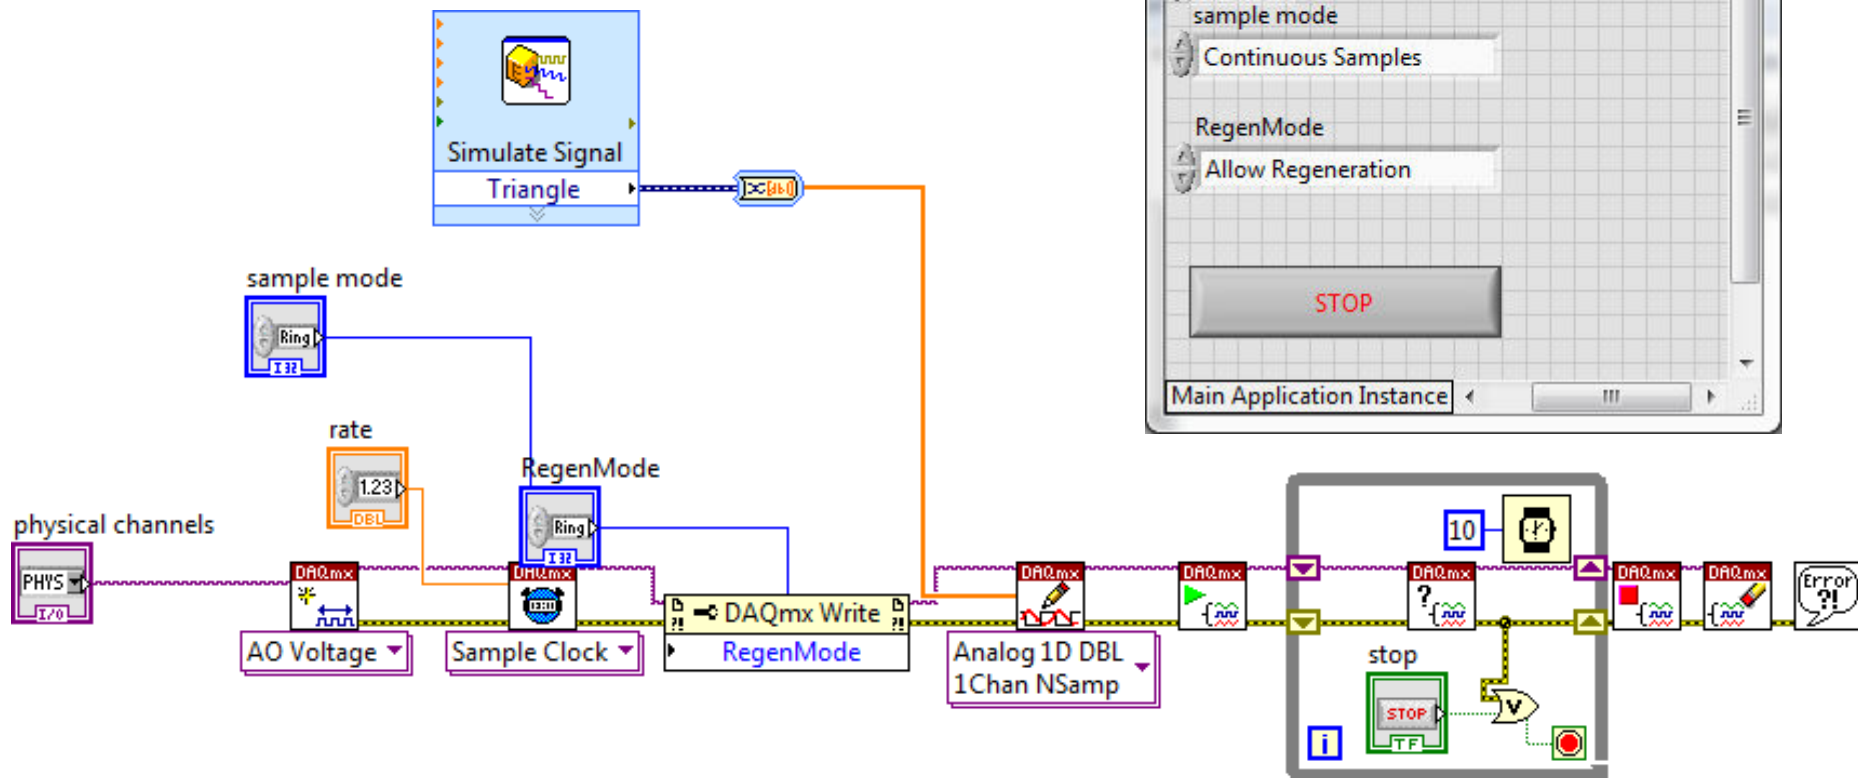 sample mode
Continuous Samples
RegenMode
Allow Regeneration
STOP
Main Application Instance
Simulate Signal
Triangle
sample mode
Ring
I32
rate
1.23
DBL
RegenMode
Ring
I32
physical channels
PHYS
I/O
DAQmx
AO Voltage
DAQmx
Sample Clock
DAQmx Write
RegenMode
DAQmx
Analog 1D DBL
1Chan NSamp
DAQmx
10
DAQmx
?
stop
STOP
TF
V
i
DAQmx
DAQmx
Error
?!